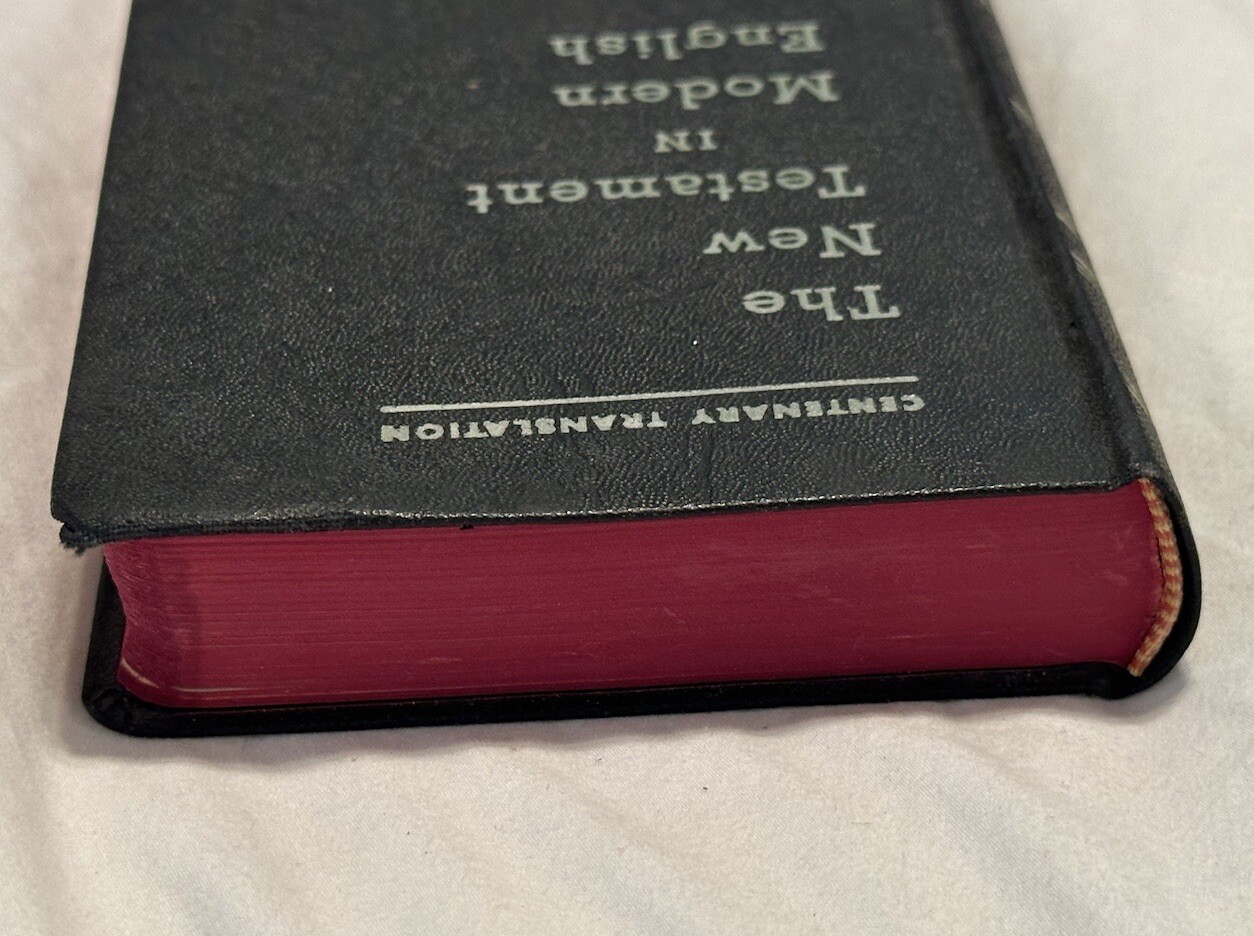 CENTENARY TRANSLATION
The
New
Testament
IN
Modern
English